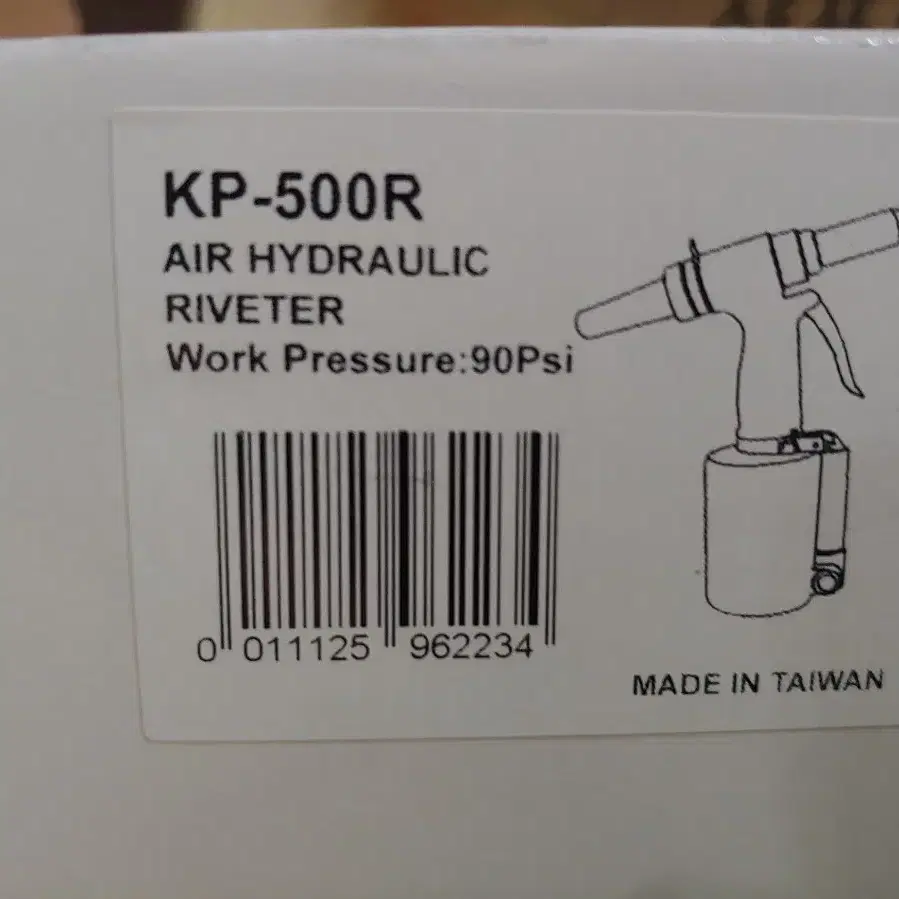 KP-500R
AIR HYDRAULIC
RIVETER
Work Pressure:90Psi
0 011125 962234
MADE IN TAIWAN